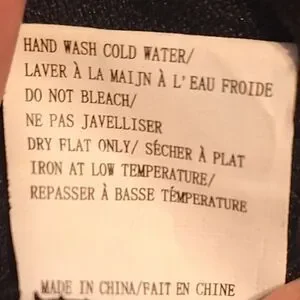 HAND WASH COLD WATER/
LAVER À LA MAIJN À L'EAU FROIDE
DO NOT BLEACH/
NE PAS JAVELLISER
DRY FLAT ONLY/ SÉCHER À PLAT
IRON AT LOW TEMPERATURE/
REPASSER À BASSE TÉMPERATURE
MADE IN CHINA/FAIT EN CHINE